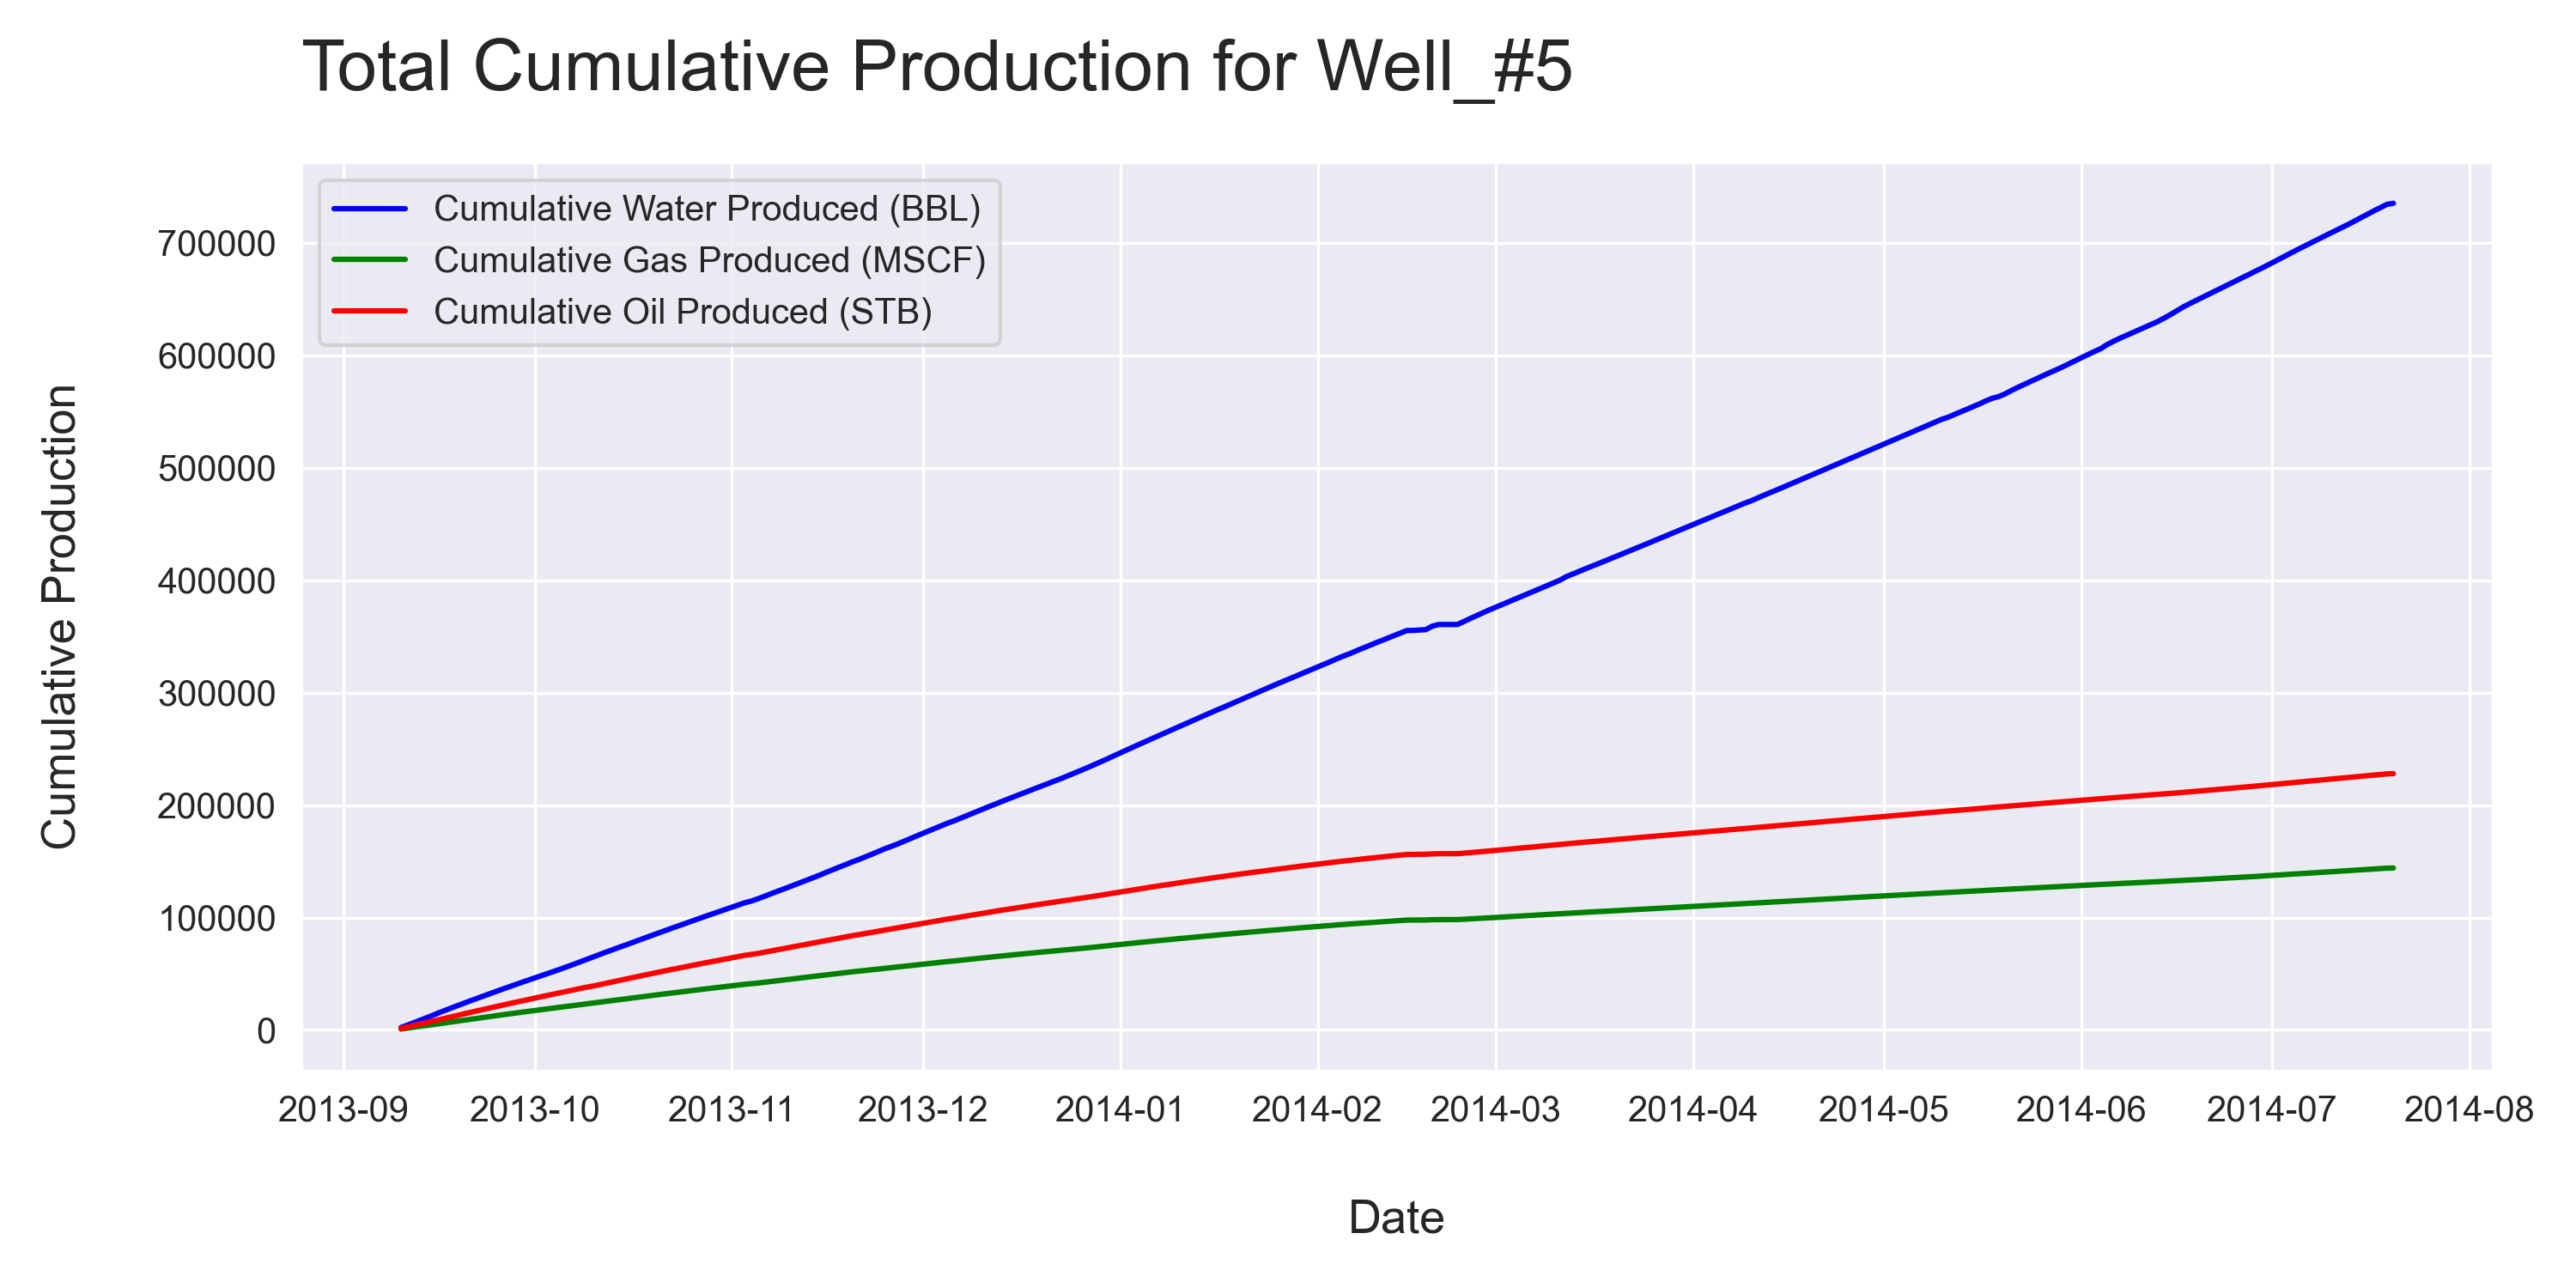 Total Cumulative Production for Well_#5
Cumulative Water Produced (BBL)
Cumulative Gas Produced (MSCF)
Cumulative Oil Produced (STB)
Cumulative Production
700000
600000
500000
400000
300000
200000
100000
0
2013-09 2013-10 2013-11 2013-12 2014-01 2014-02 2014-03 2014-04 2014-05 2014-06 2014-07 2014-08
Date